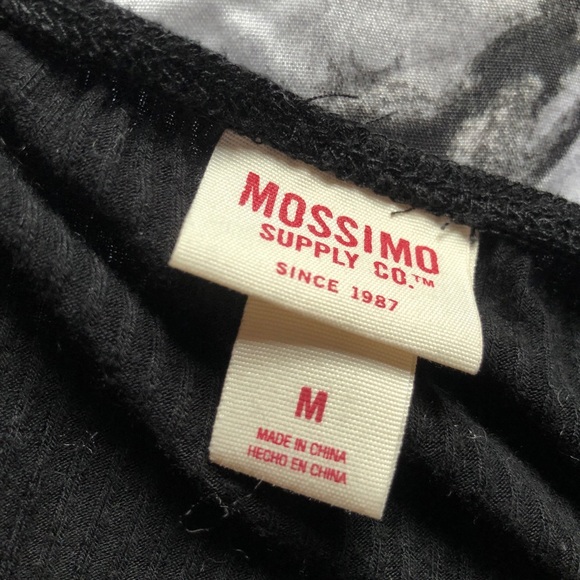 MOSSIMO
SUPPLY CO.™
SINCE 1987
M
MADE IN CHINA
HECHO EN CHINA